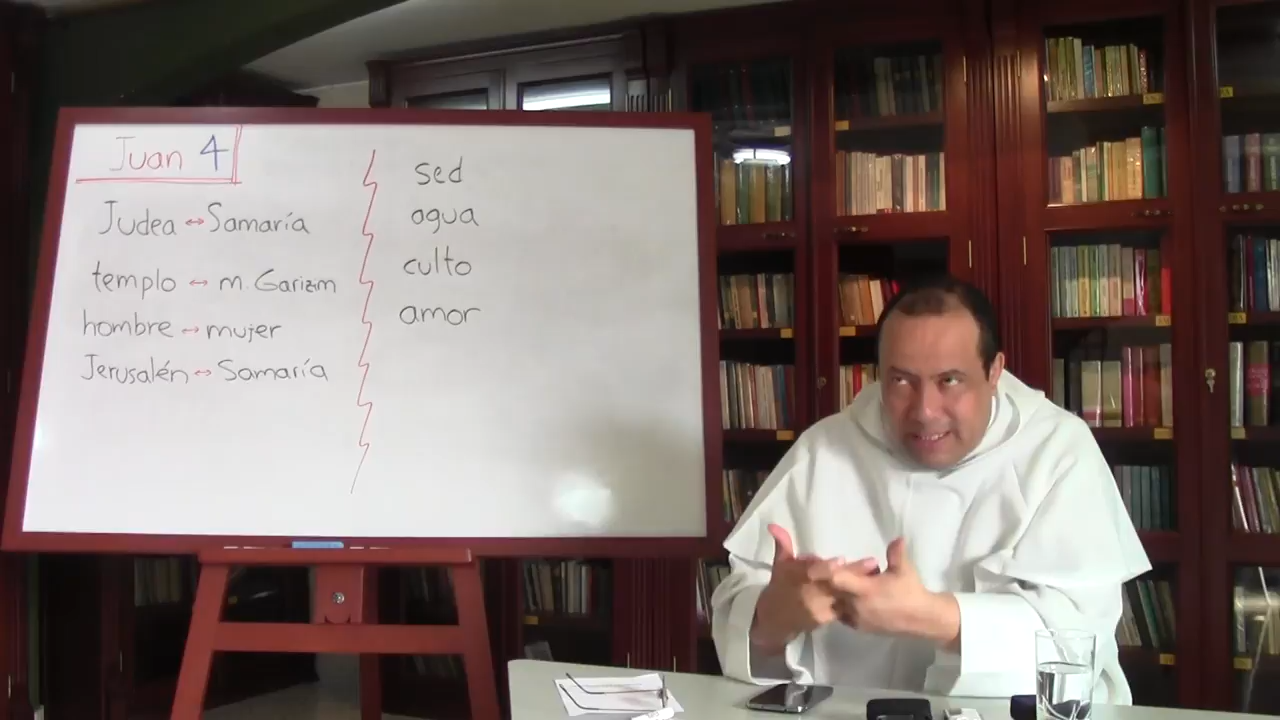 Juan 4
Judea ↔ Samaría
templo ↔ m. Garizim
hombre ↔ mujer
Jerusalén ↔ Samaría
sed
agua
culto
amor